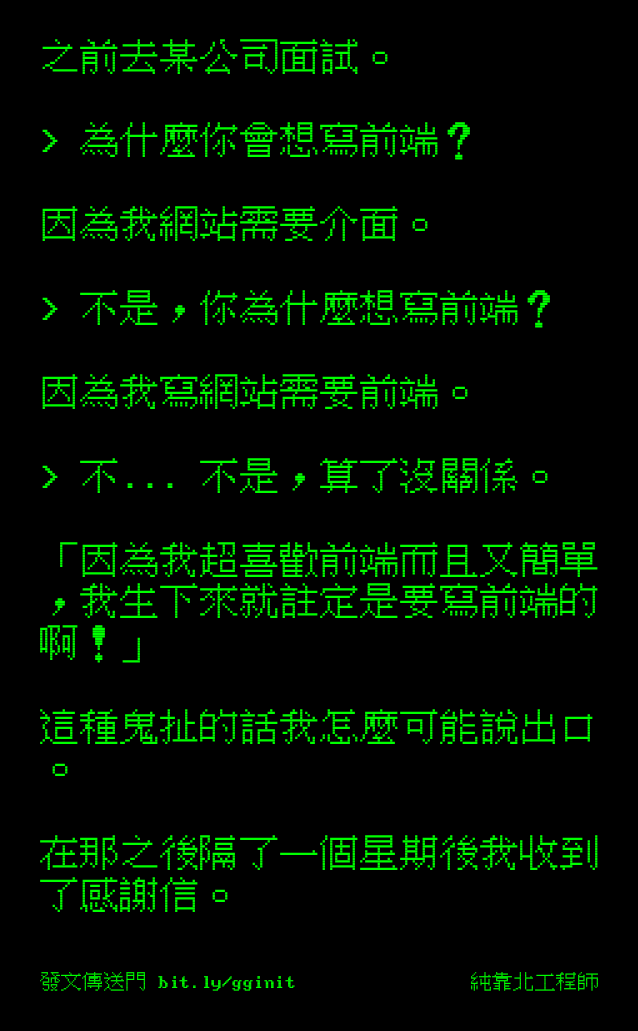 之前去某公司面試。
> 為什麼你會想寫前端?
因為我網站需要介面。
> 不是,你為什麼想寫前端?
因為我寫網站需要前端。
> 不... 不是,算了沒關係。
「因為我超喜歡前端而且又簡單
,我生下來就註定是要寫前端的
啊!」
這種鬼扯的話我怎麼可能說出口
。
在那之後隔了一個星期後我收到
了感謝信。
發文傳送門 bit.ly/gginit
純靠北工程師